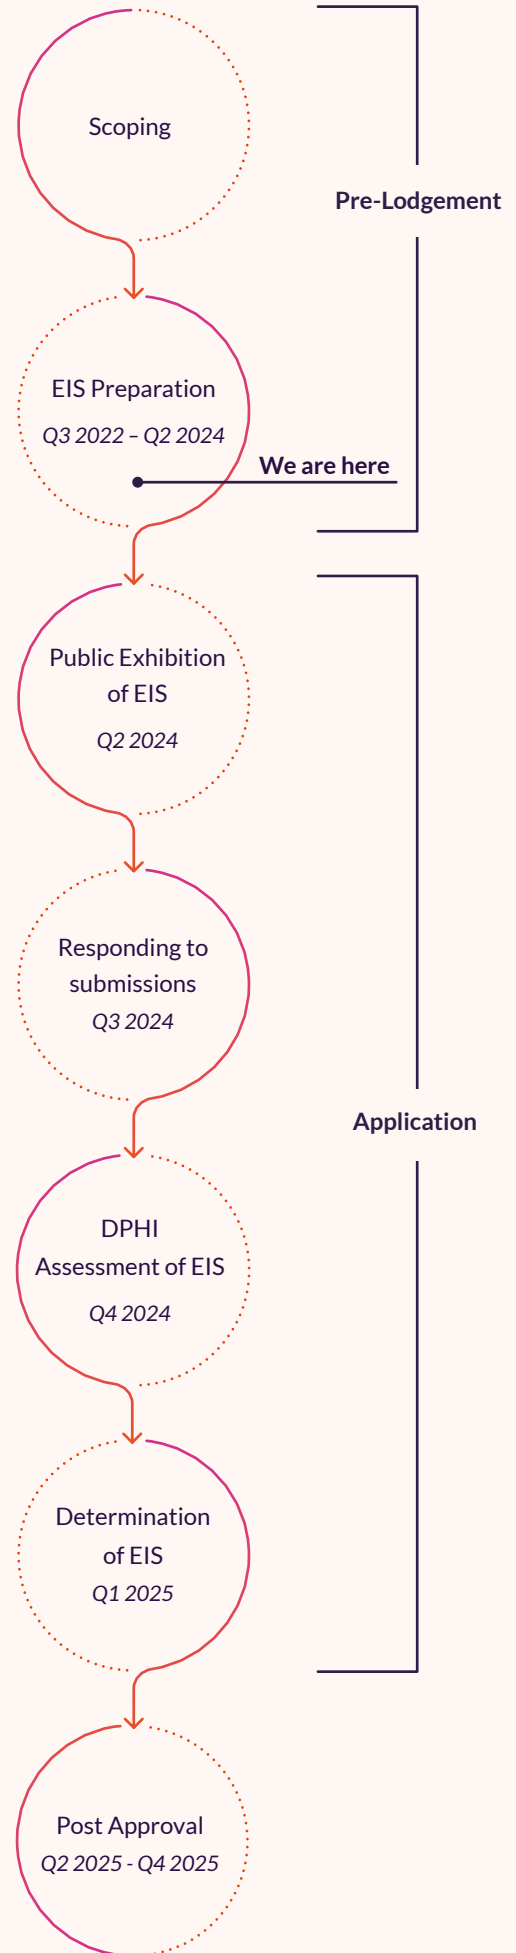 Scoping
Pre-Lodgement
EIS Preparation
Q3 2022 – Q2 2024
We are here
Public Exhibition
of EIS
Q2 2024
Responding to
submissions
Q3 2024
Application
DPHI
Assessment of EIS
Q4 2024
Determination
of EIS
Q1 2025
Post Approval
Q2 2025 - Q4 2025